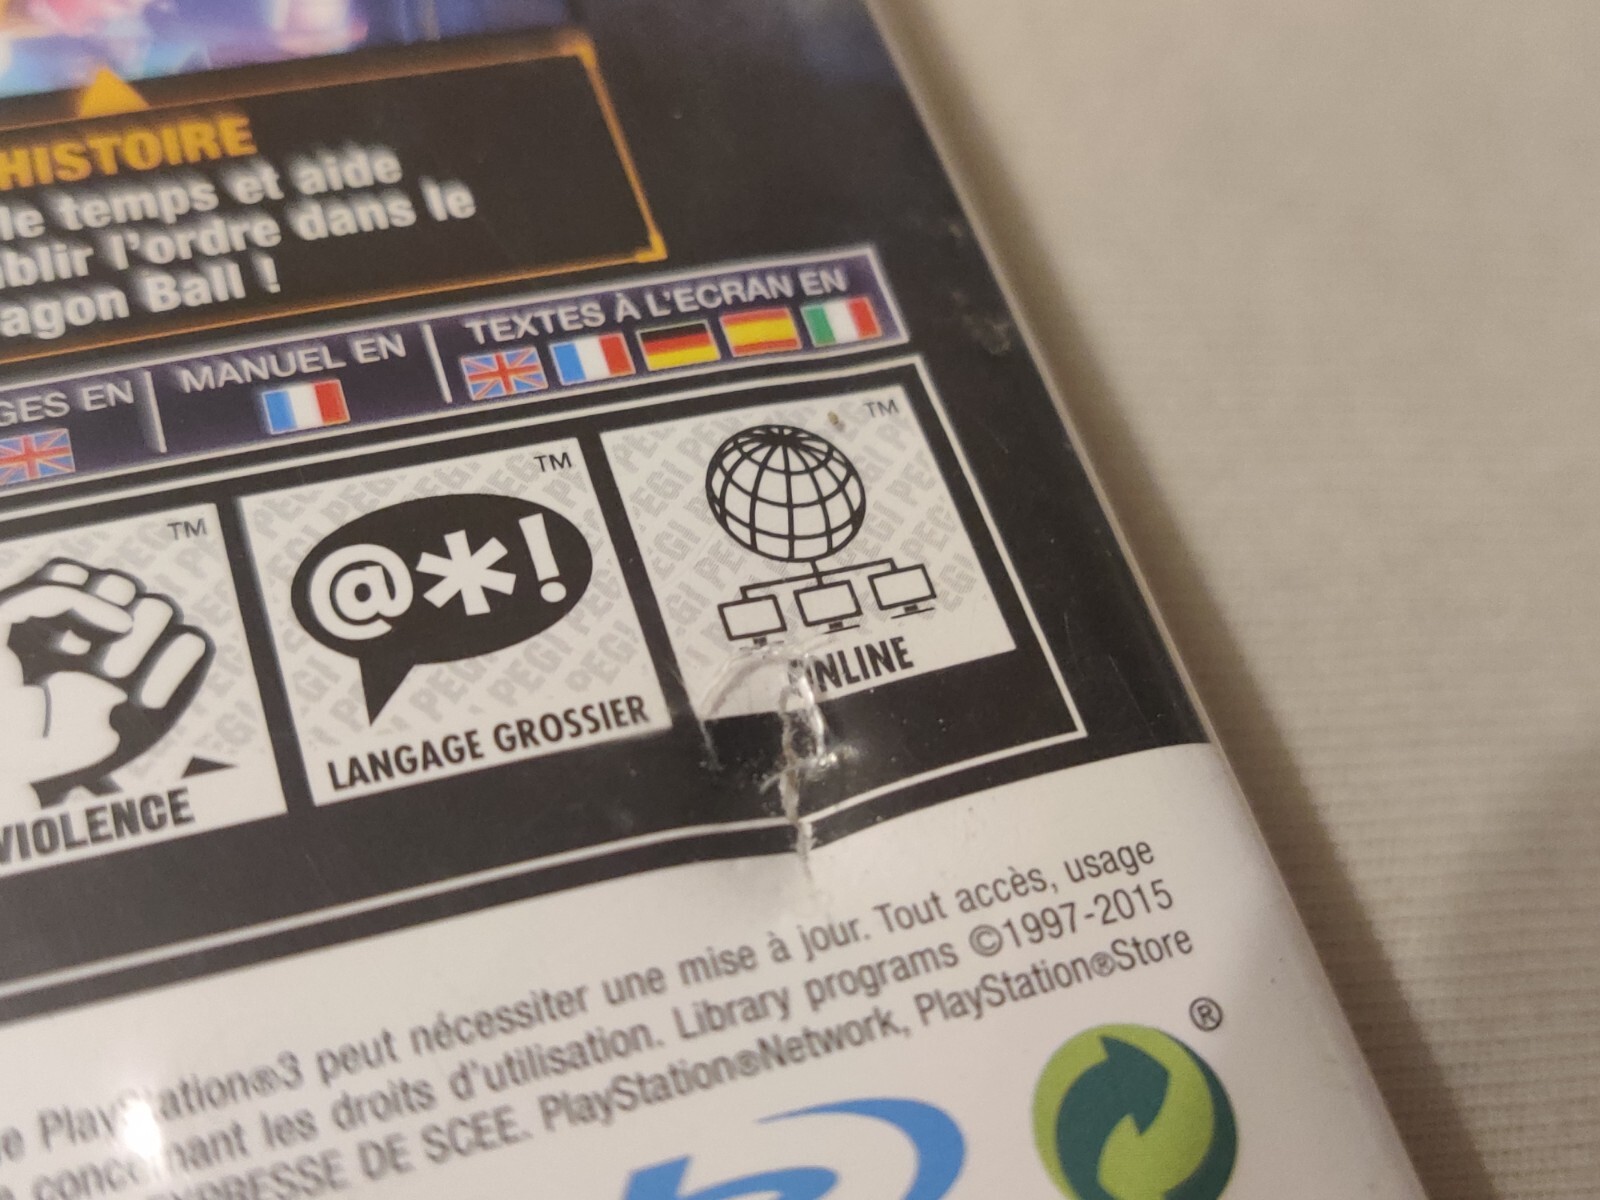 HISTOIRE
le temps et aide
blir l'ordre dans le
agon Ball !
GES EN
MANUEL EN
TEXTES À L'ECRAN EN
TM
TM
TM
@*!
VIOLENCE
LANGAGE GROSSIER
ONLINE
PlayStation®3 peut nécessiter une mise à jour. Tout accès, usage
concernant les droits d'utilisation. Library programs ©1997-2015
EXPRESSE DE SCEE. PlayStation®Network, PlayStation®Store
®